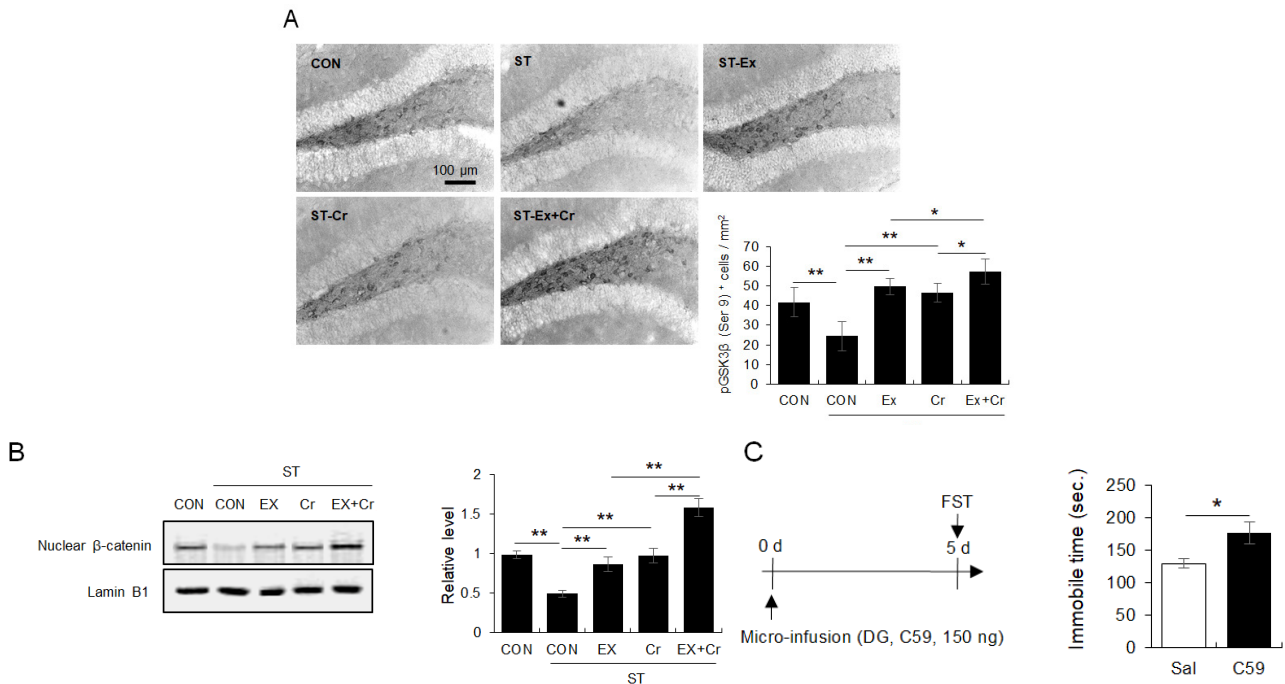 A
CON
ST
ST-Ex
100 µm
ST-Cr
ST-Ex+Cr
pGSK3β (Ser 9) + cells / mm2
70
60
50
40
30
20
10
0
*
**
*
**
**
CON CON Ex Cr Ex+Cr
B
ST
CON CON EX Cr EX+Cr
Nuclear β-catenin
Lamin B1
Relative level
2
1.5
1
0.5
0
**
**
**
**
**
CON CON EX Cr EX+Cr
ST
C
FST
0 d 5 d
Micro-infusion (DG, C59, 150 ng)
Immobile time (sec.)
250
200
150
100
50
0
*
Sal C59